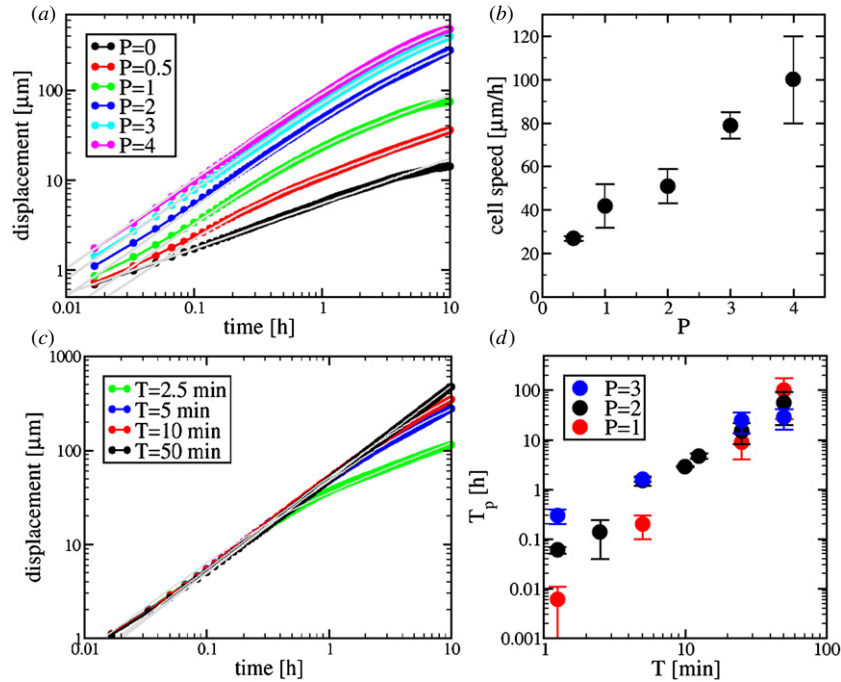 (a)
displacement [µm]
100
10
1
P=0
P=0.5
P=1
P=2
P=3
P=4
0.01 0.1 1 10
time [h]
(b)
cell speed [µm/h]
120
100
80
60
40
20
0
0 1 2 3 4
P
(c)
displacement [µm]
1000
100
10
1
T=2.5 min
T=5 min
T=10 min
T=50 min
0.01 0.1 1 10
time [h]
(d)
Tp [h]
100
10
1
0.1
0.01
0.001
P=3
P=2
P=1
1 10 100
T [min]